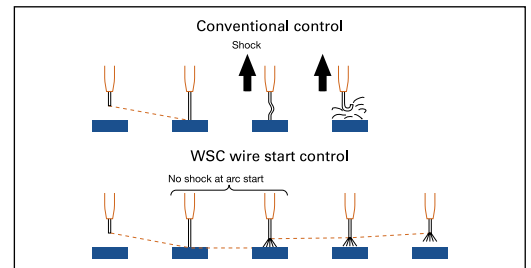 Conventional control
Shock
WSC wire start control
No shock at arc start